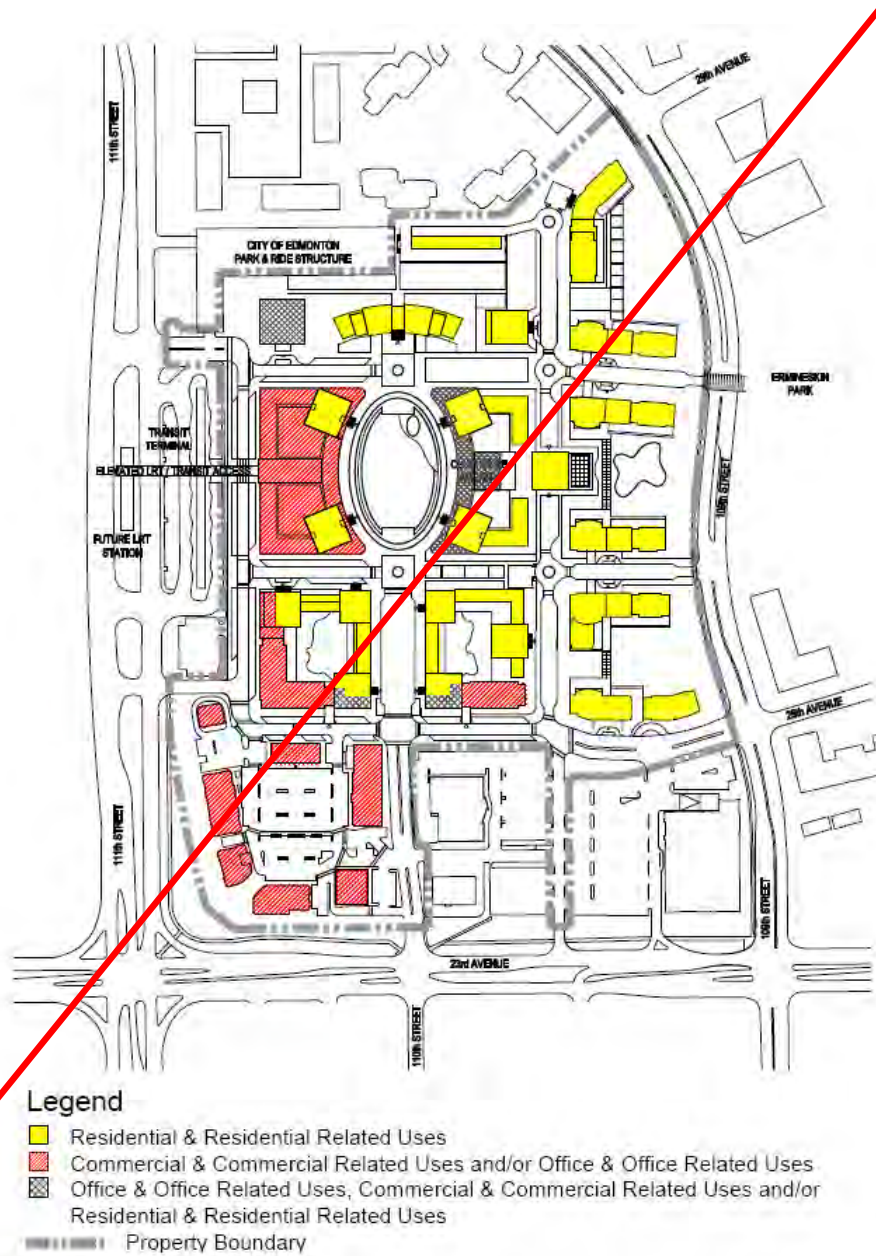 29th AVENUE
111th STREET
CITY OF EDMONTON
PARK & RIDE STRUCTURE
ERMINESKIN
PARK
TRANSIT
TERMINAL
ELEVATED LRT / TRANSIT ACCESS
109th STREET
FUTURE LRT
STATION
25th AVENUE
111th STREET
109th STREET
23rd AVENUE
110th STREET
Legend
Residential & Residential Related Uses
Commercial & Commercial Related Uses and/or Office & Office Related Uses
Office & Office Related Uses, Commercial & Commercial Related Uses and/or
Residential & Residential Related Uses
Property Boundary